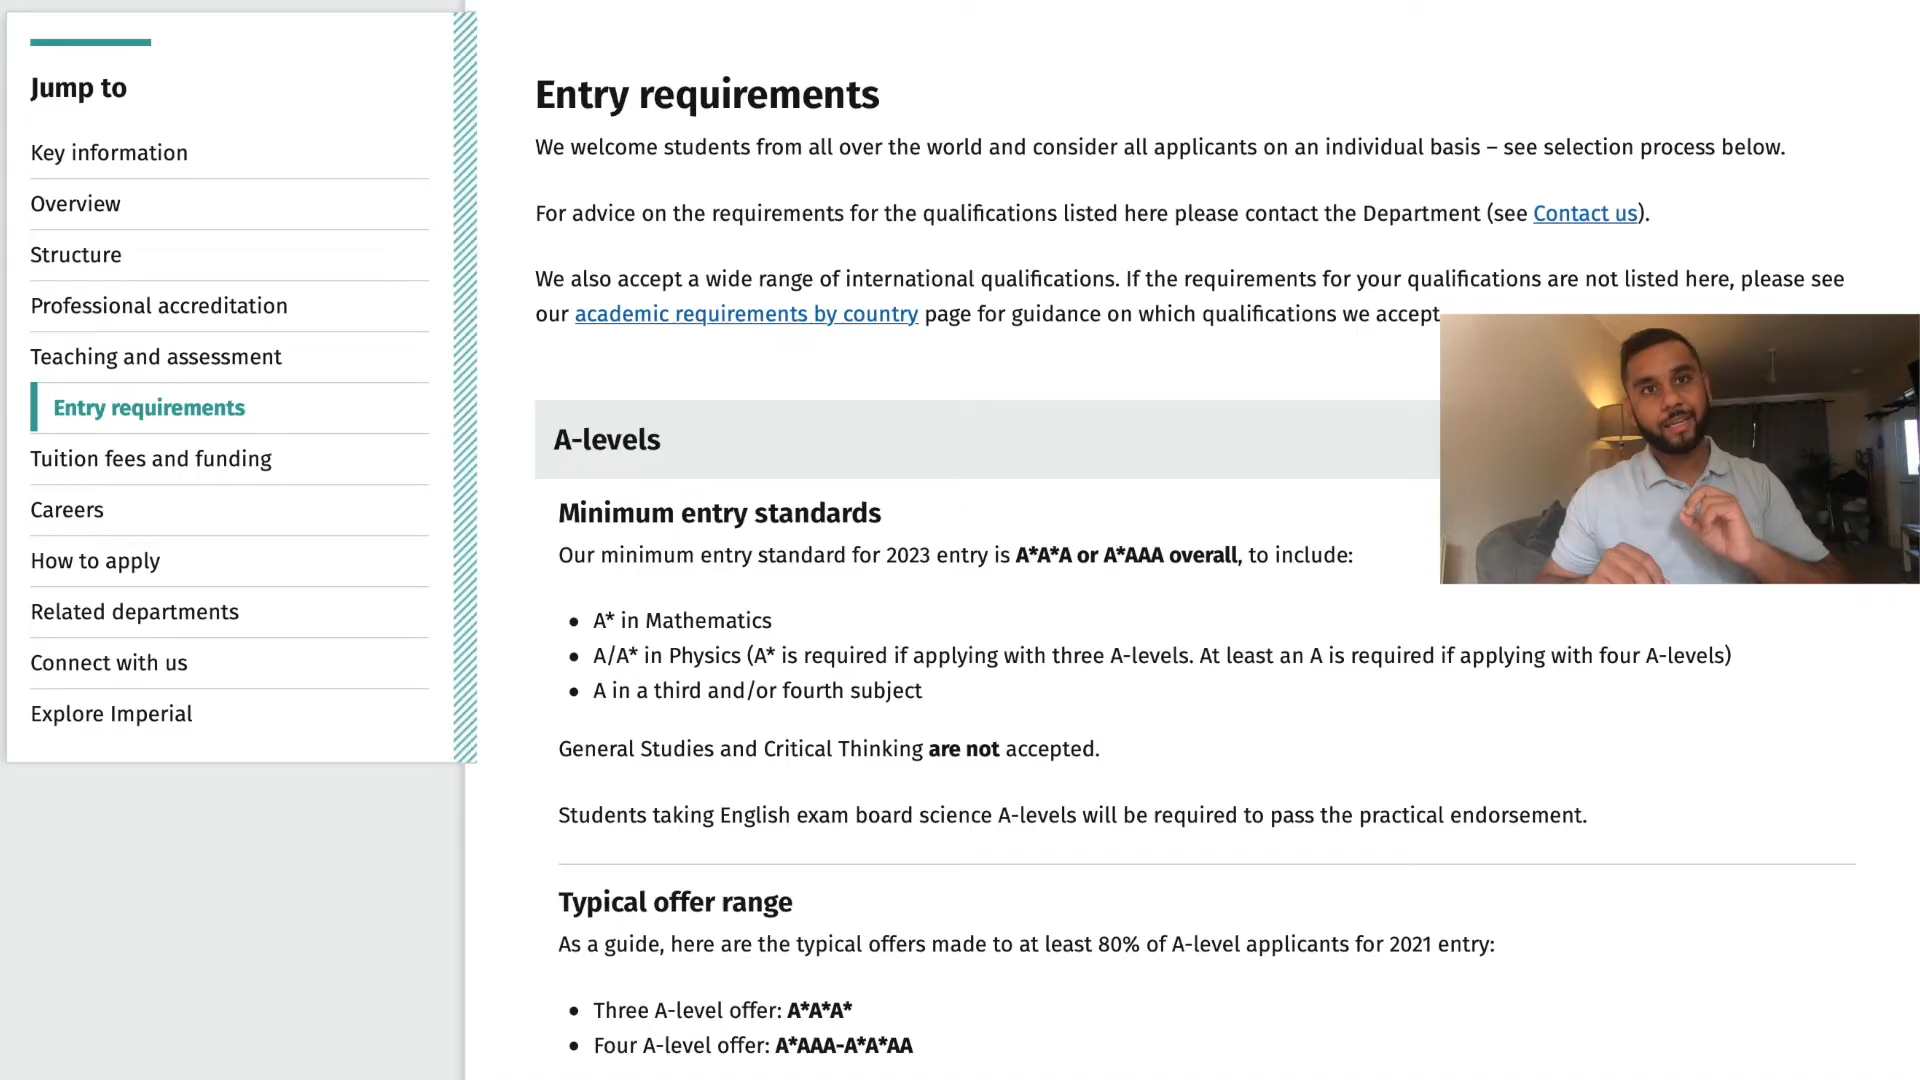 Jump to
Key information
Overview
Structure
Professional accreditation
Teaching and assessment
Entry requirements
Tuition fees and funding
Careers
How to apply
Related departments
Connect with us
Explore Imperial
Entry requirements
We welcome students from all over the world and consider all applicants on an individual basis – see selection process below.
For advice on the requirements for the qualifications listed here please contact the Department (see Contact us).
We also accept a wide range of international qualifications. If the requirements for your qualifications are not listed here, please see
our academic requirements by country page for guidance on which qualifications we accept
A-levels
Minimum entry standards
Our minimum entry standard for 2023 entry is A*A*A or A*AAA overall, to include:
• A* in Mathematics
• A/A* in Physics (A* is required if applying with three A-levels. At least an A is required if applying with four A-levels)
• A in a third and/or fourth subject
General Studies and Critical Thinking are not accepted.
Students taking English exam board science A-levels will be required to pass the practical endorsement.
Typical offer range
As a guide, here are the typical offers made to at least 80% of A-level applicants for 2021 entry:
• Three A-level offer: A*A*A*
• Four A-level offer: A*AAA-A*A*AA